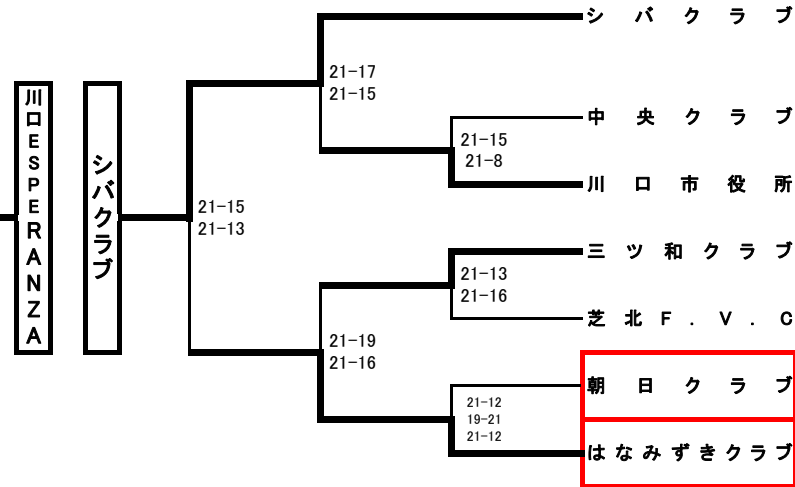 川口ESPERANZA
シバクラブ
シバクラブ
21-17
21-15
中央クラブ
21-15
21-8
川口市役所
21-15
21-13
三ツ和クラブ
21-13
21-16
芝北F.V.C
21-19
21-16
朝日クラブ
21-12
19-21
21-12
はなみずきクラブ